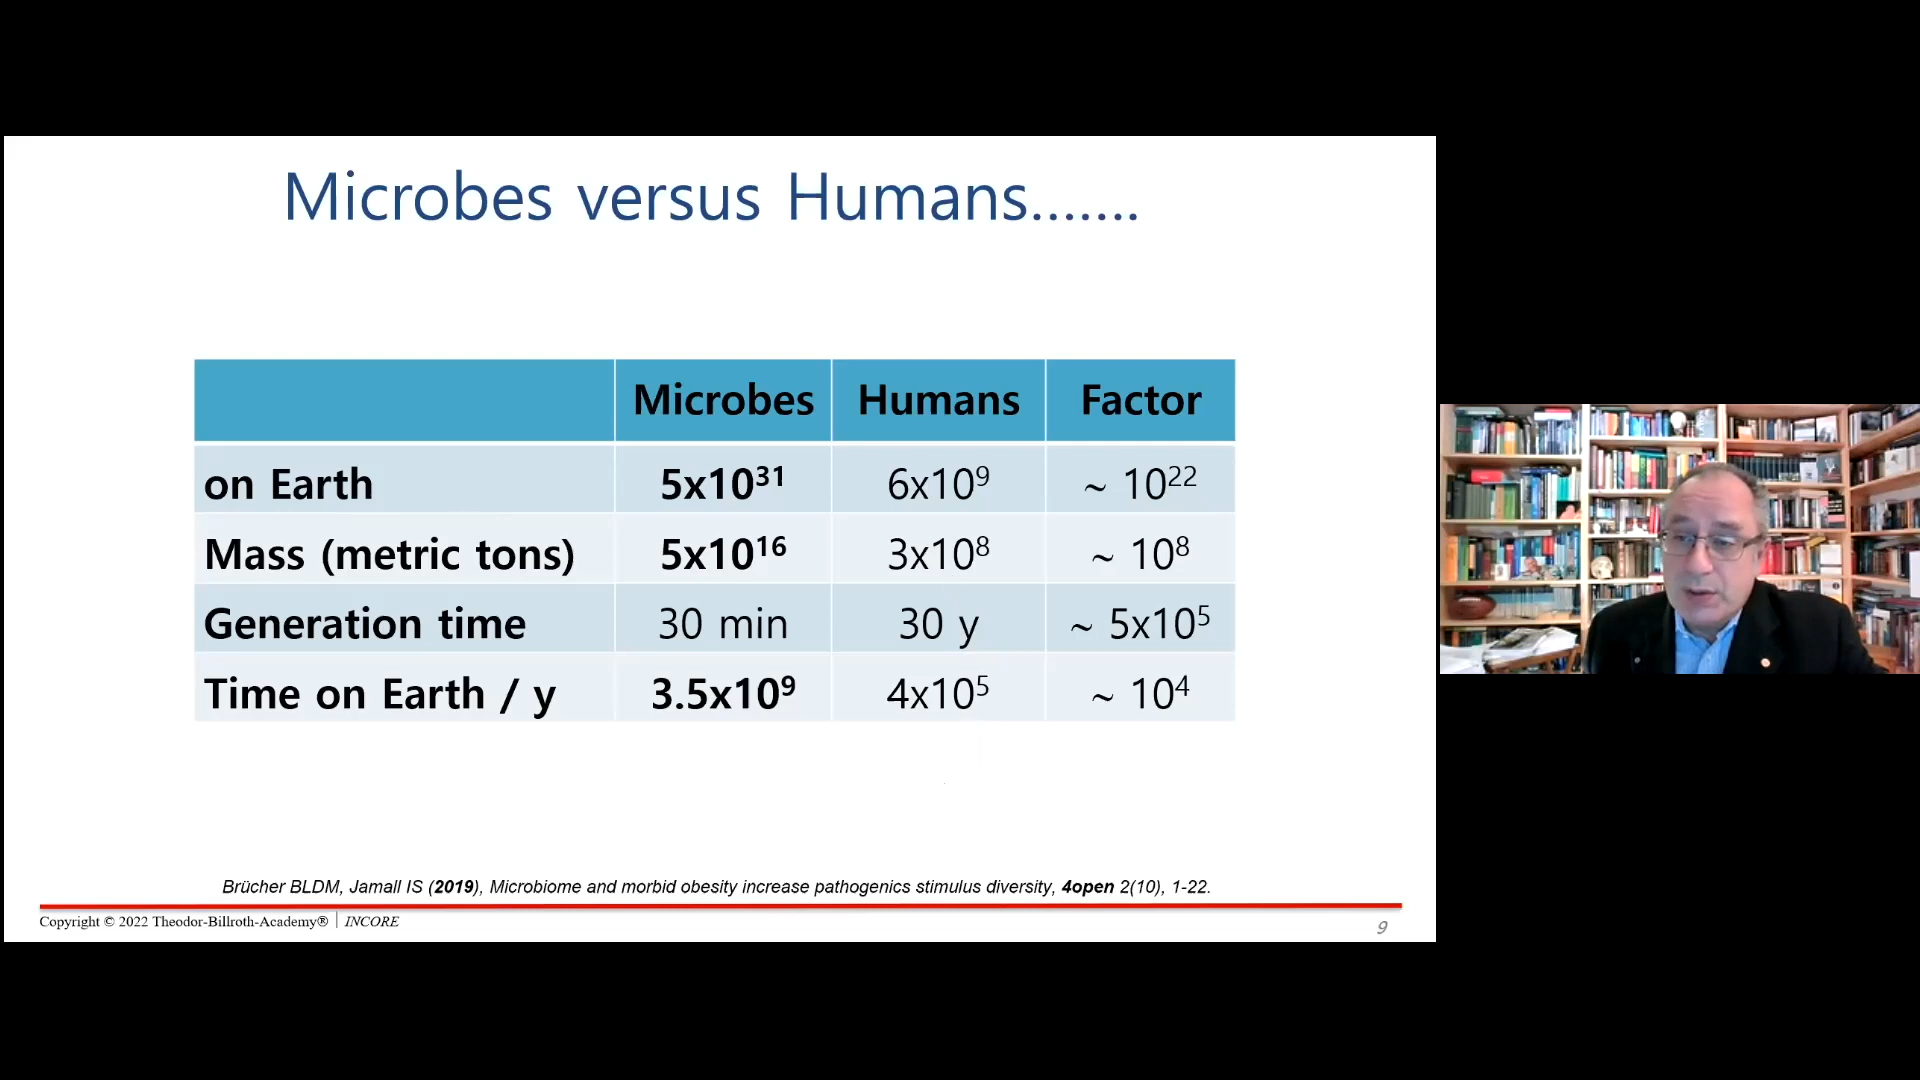 Microbes versus Humans.......
Microbes Humans Factor
on Earth 5x10³¹ 6x10⁹ ~ 10²²
Mass (metric tons) 5x10¹⁶ 3x10⁸ ~ 10⁸
Generation time 30 min 30 y ~ 5x10⁵
Time on Earth / y 3.5x10⁹ 4x10⁵ ~ 10⁴
Brücher BLDM, Jamall IS (2019), Microbiome and morbid obesity increase pathogenics stimulus diversity, 4open 2(10), 1-22.
Copyright © 2022 Theodor-Billroth-Academy® | INCORE
9